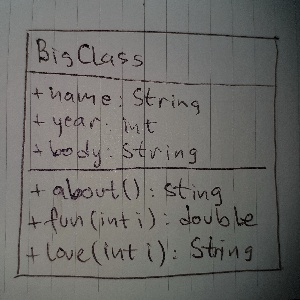 BigClass
+ name: String
+ year: int
+ body: String
+ about(): Sting
+ fun(int i): double
+ love(int i): String